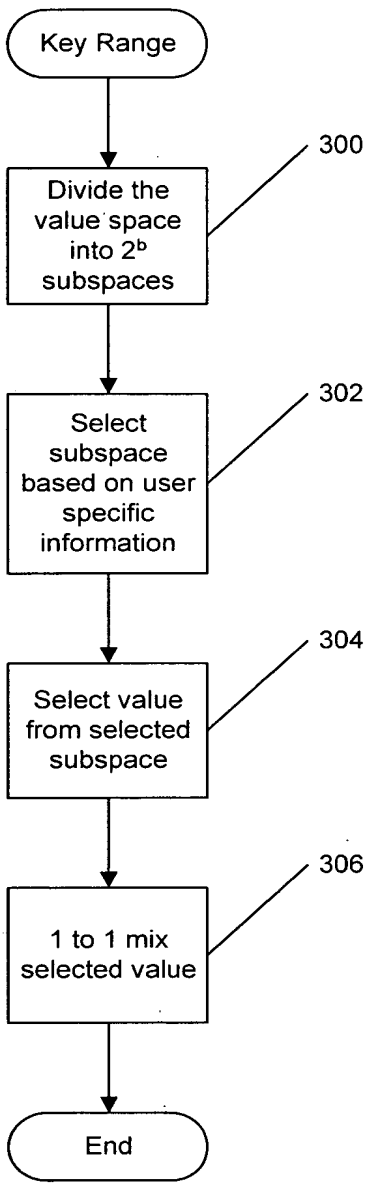 Key Range
300
Divide the
value space
into 2ᵇ
subspaces
302
Select
subspace
based on user
specific
information
304
Select value
from selected
subspace
306
1 to 1 mix
selected value
End